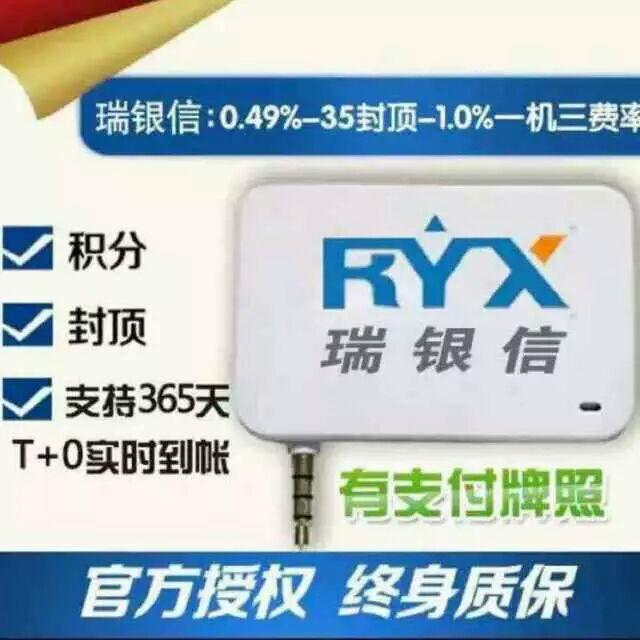 瑞银信:0.49%-35封顶-1.0%一机三费率
RYX
瑞银信
积分
封顶
支持365天
T+0实时到帐
有支付牌照
官方授权 终身质保